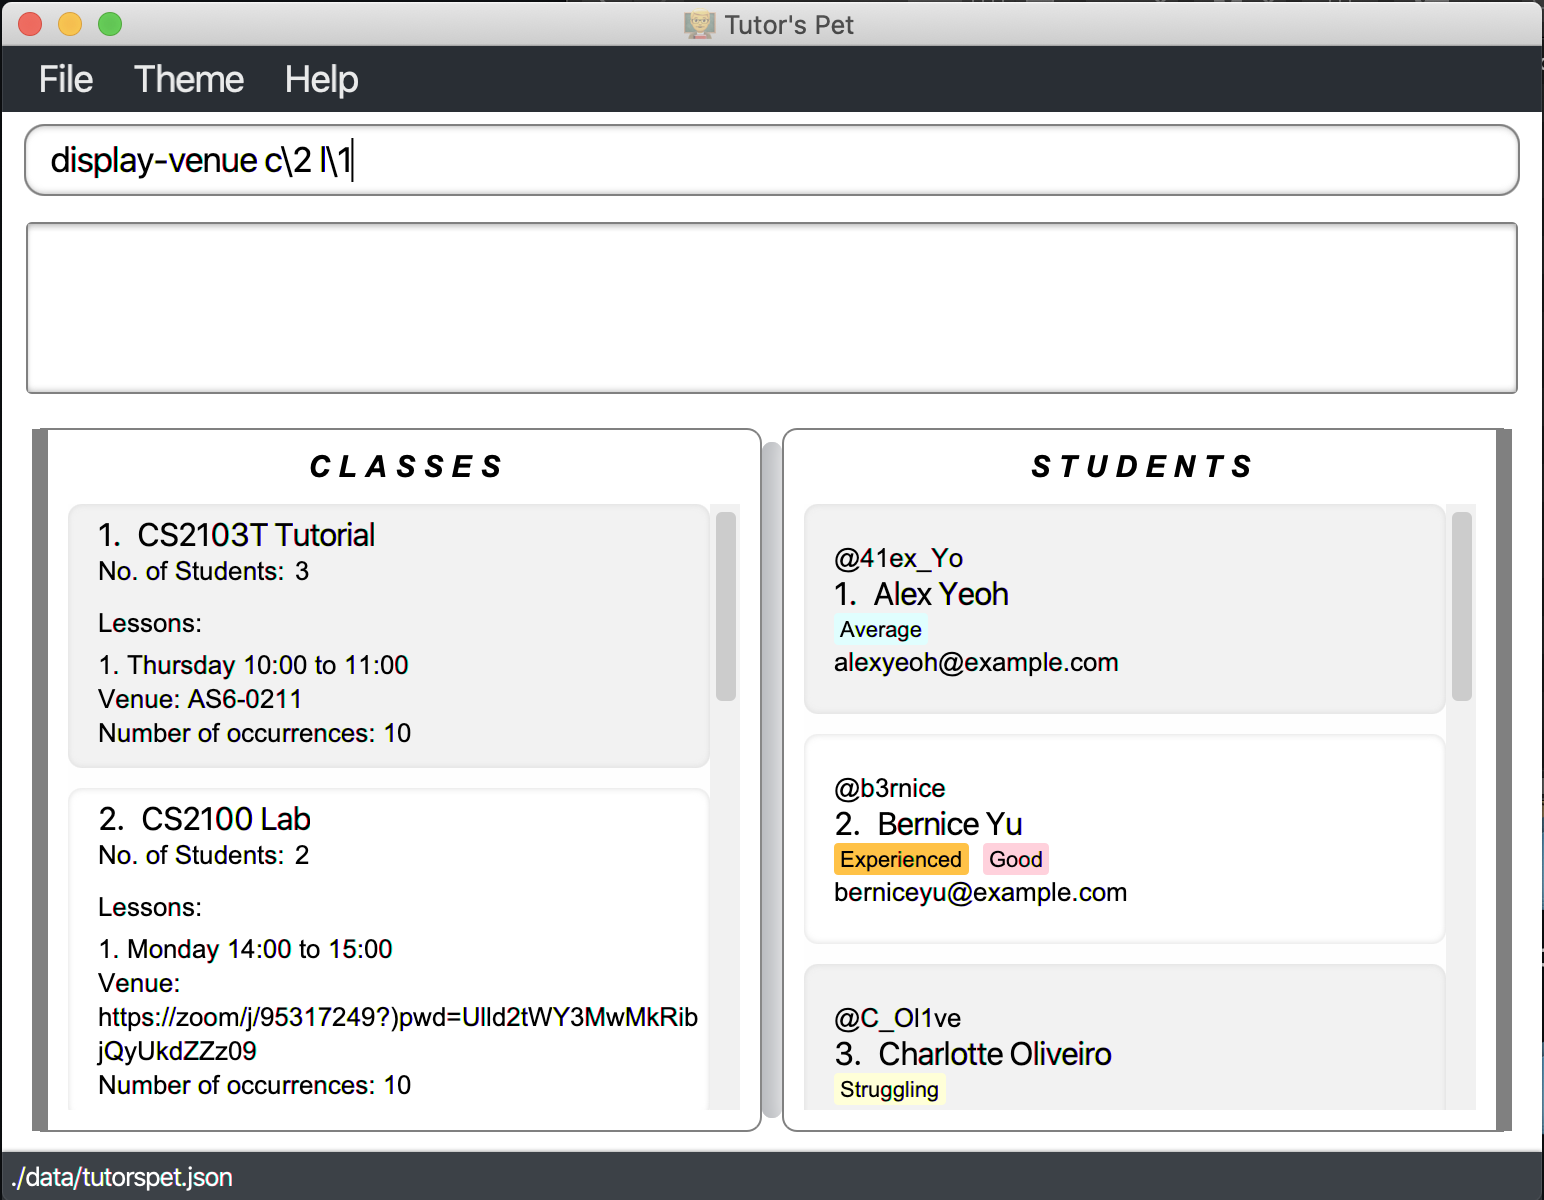 Tutor's Pet
File Theme Help
display-venue c\2 l\1
CLASSES
1. CS2103T Tutorial
No. of Students: 3
Lessons:
1. Thursday 10:00 to 11:00
Venue: AS6-0211
Number of occurrences: 10
2. CS2100 Lab
No. of Students: 2
Lessons:
1. Monday 14:00 to 15:00
Venue:
https://zoom/j/95317249?)pwd=Ulld2tWY3MwMkRib
jQyUkdZZz09
Number of occurrences: 10
STUDENTS
@41ex_Yo
1. Alex Yeoh
Average
alexyeoh@example.com
@b3rnice
2. Bernice Yu
Experienced Good
berniceyu@example.com
@C_Ol1ve
3. Charlotte Oliveiro
Struggling
./data/tutorspet.json